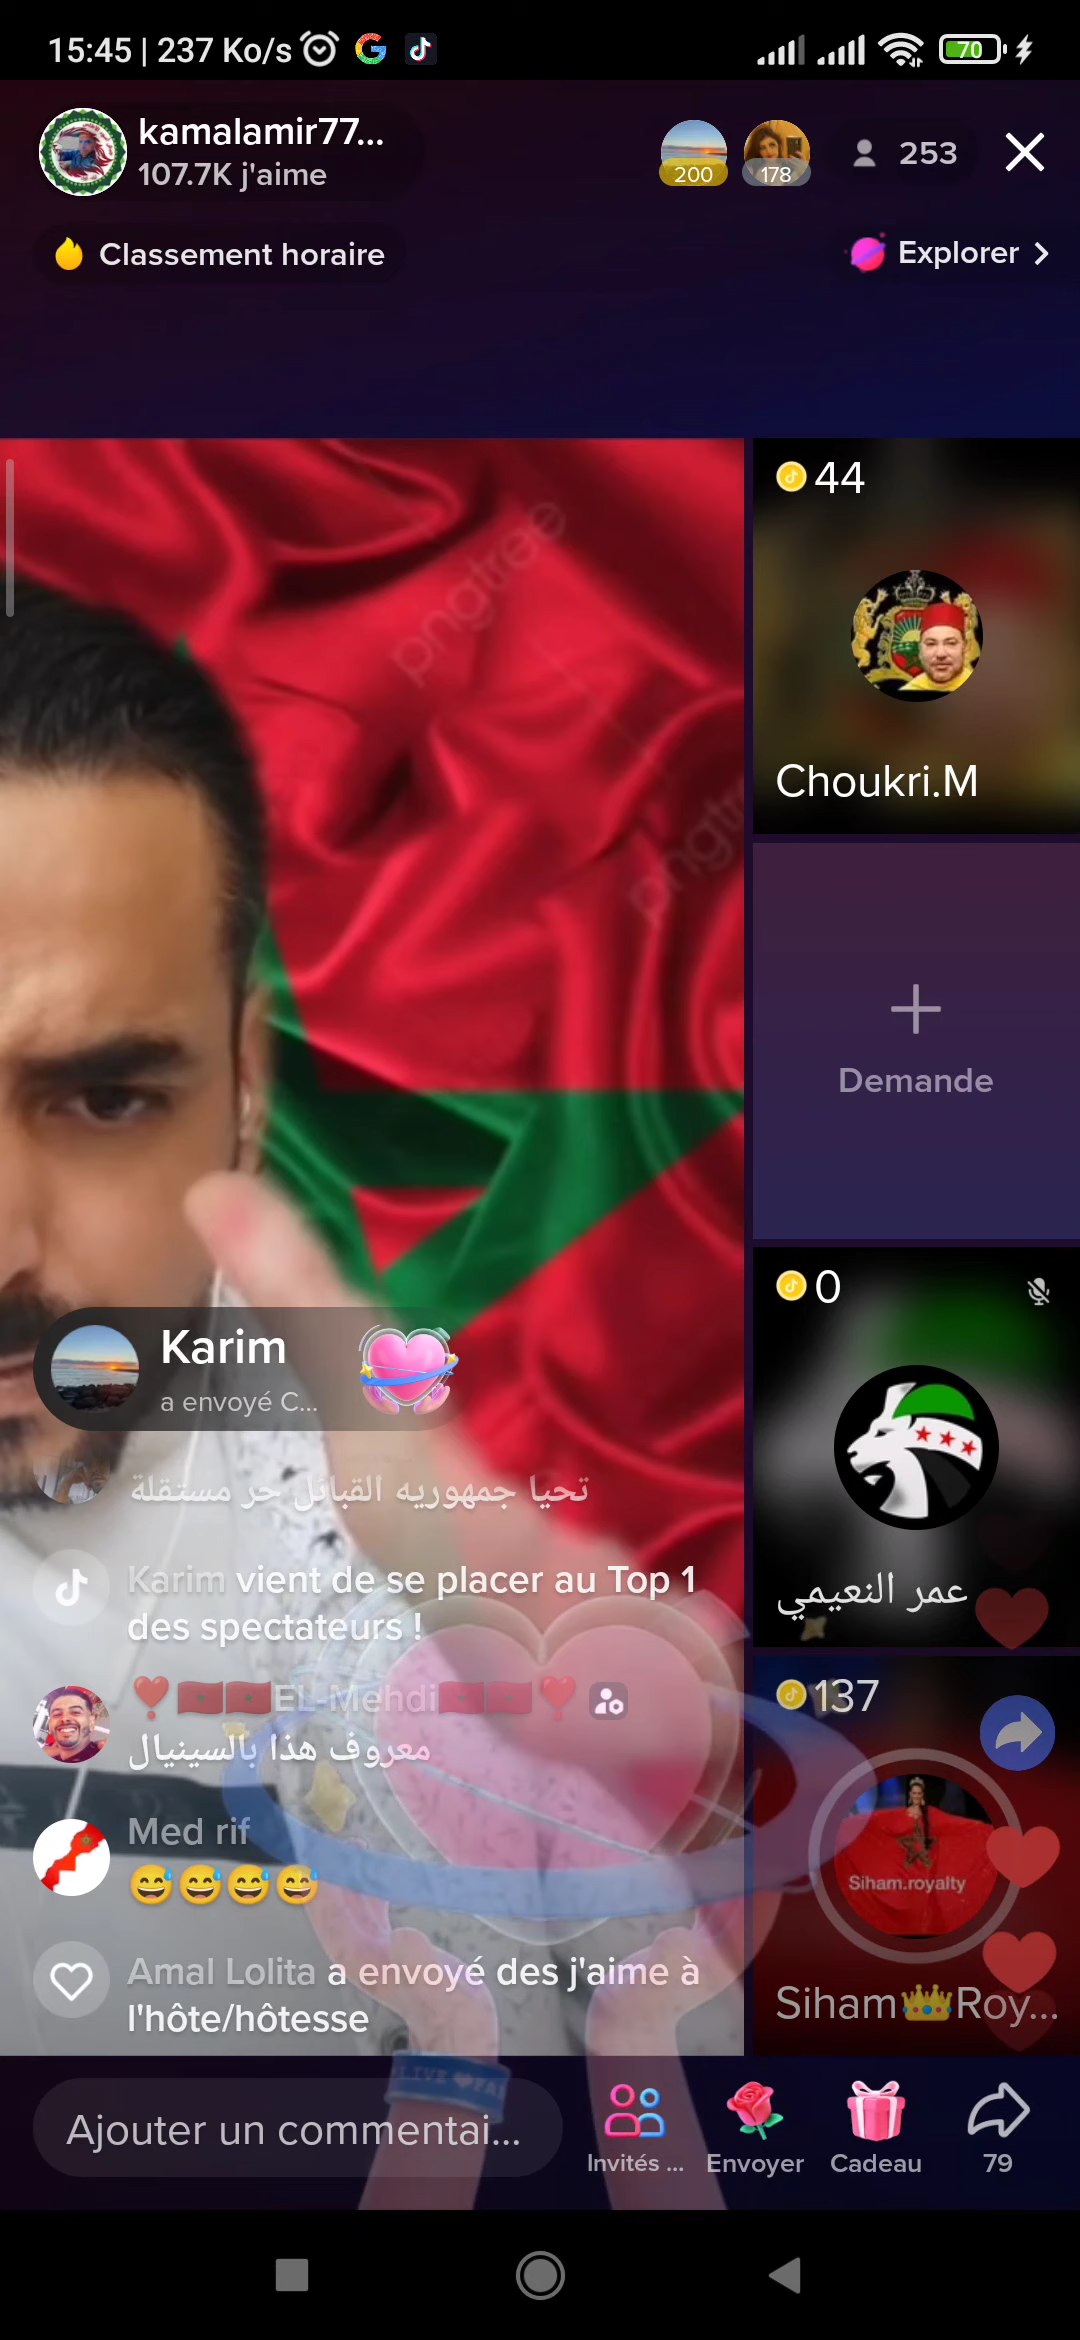 15:45 | 237 Ko/s
70
kamalamir77...
107.7K j'aime
200
178
253
Classement horaire
Explorer
pngtree
44
Choukri.M
Demande
0
Karim
a envoyé C...
تحيا جمهوريه القبائل حر مستقلة
Karim vient de se placer au Top 1
des spectateurs !
عمر النعيمي
❤️🇲🇦🇲🇦EL-Mehdi🇲🇦🇲🇦❤️
معروف هذا بالسينيال
137
Med rif
😅😅😅😅
Siham.royalty
Amal Lolita a envoyé des j'aime à
l'hôte/hôtesse
Siham👑Roy...
Ajouter un commentai...
Invités ...
Envoyer
Cadeau
79